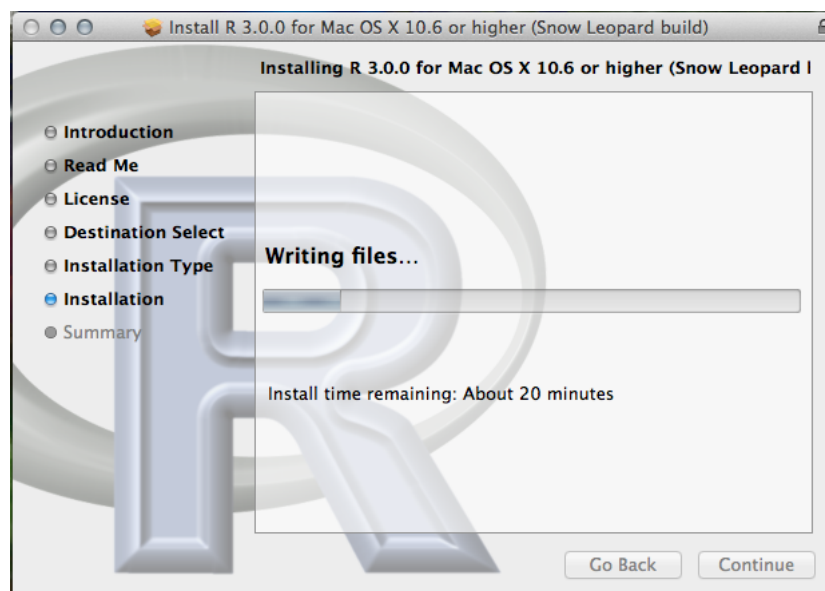 Install R 3.0.0 for Mac OS X 10.6 or higher (Snow Leopard build)
Installing R 3.0.0 for Mac OS X 10.6 or higher (Snow Leopard
Introduction
Read Me
License
Destination Select
Installation Type
Installation
Summary
Writing files...
Install time remaining: About 20 minutes
Go Back
Continue
R